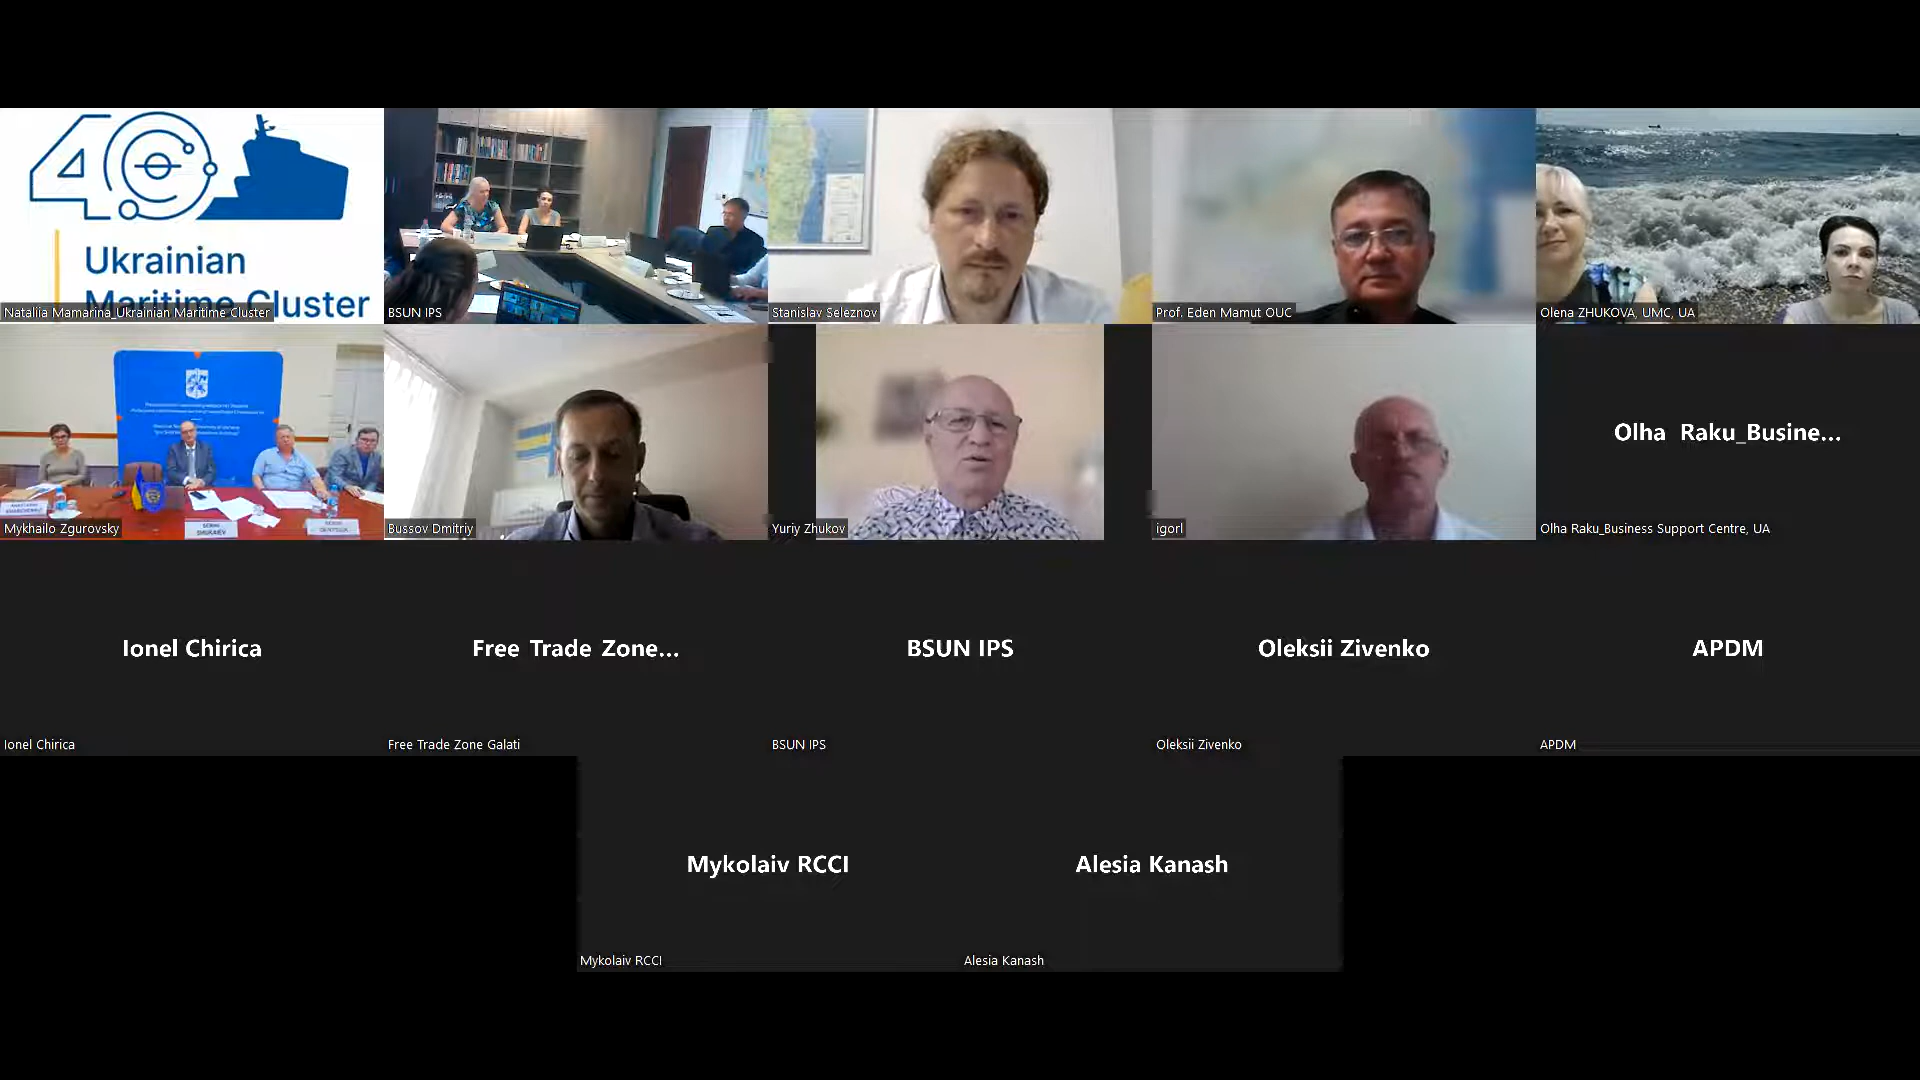 40
Ukrainian
Maritime Cluster
Nataliia Mamarina_Ukrainian Maritime Cluster
BSUN IPS
Stanislav Seleznov
Prof. Eden Mamut OUC
Olena ZHUKOVA, UMC, UA
Mykhailo Zgurovsky
Bussov Dmitriy
Yuriy Zhukov
igorl
Olha Raku_Busine...
Olha Raku_Business Support Centre, UA
Ionel Chirica
Free Trade Zone...
BSUN IPS
Oleksii Zivenko
APDM
Ionel Chirica
Free Trade Zone Galati
BSUN IPS
Oleksii Zivenko
APDM
Mykolaiv RCCI
Alesia Kanash
Mykolaiv RCCI
Alesia Kanash